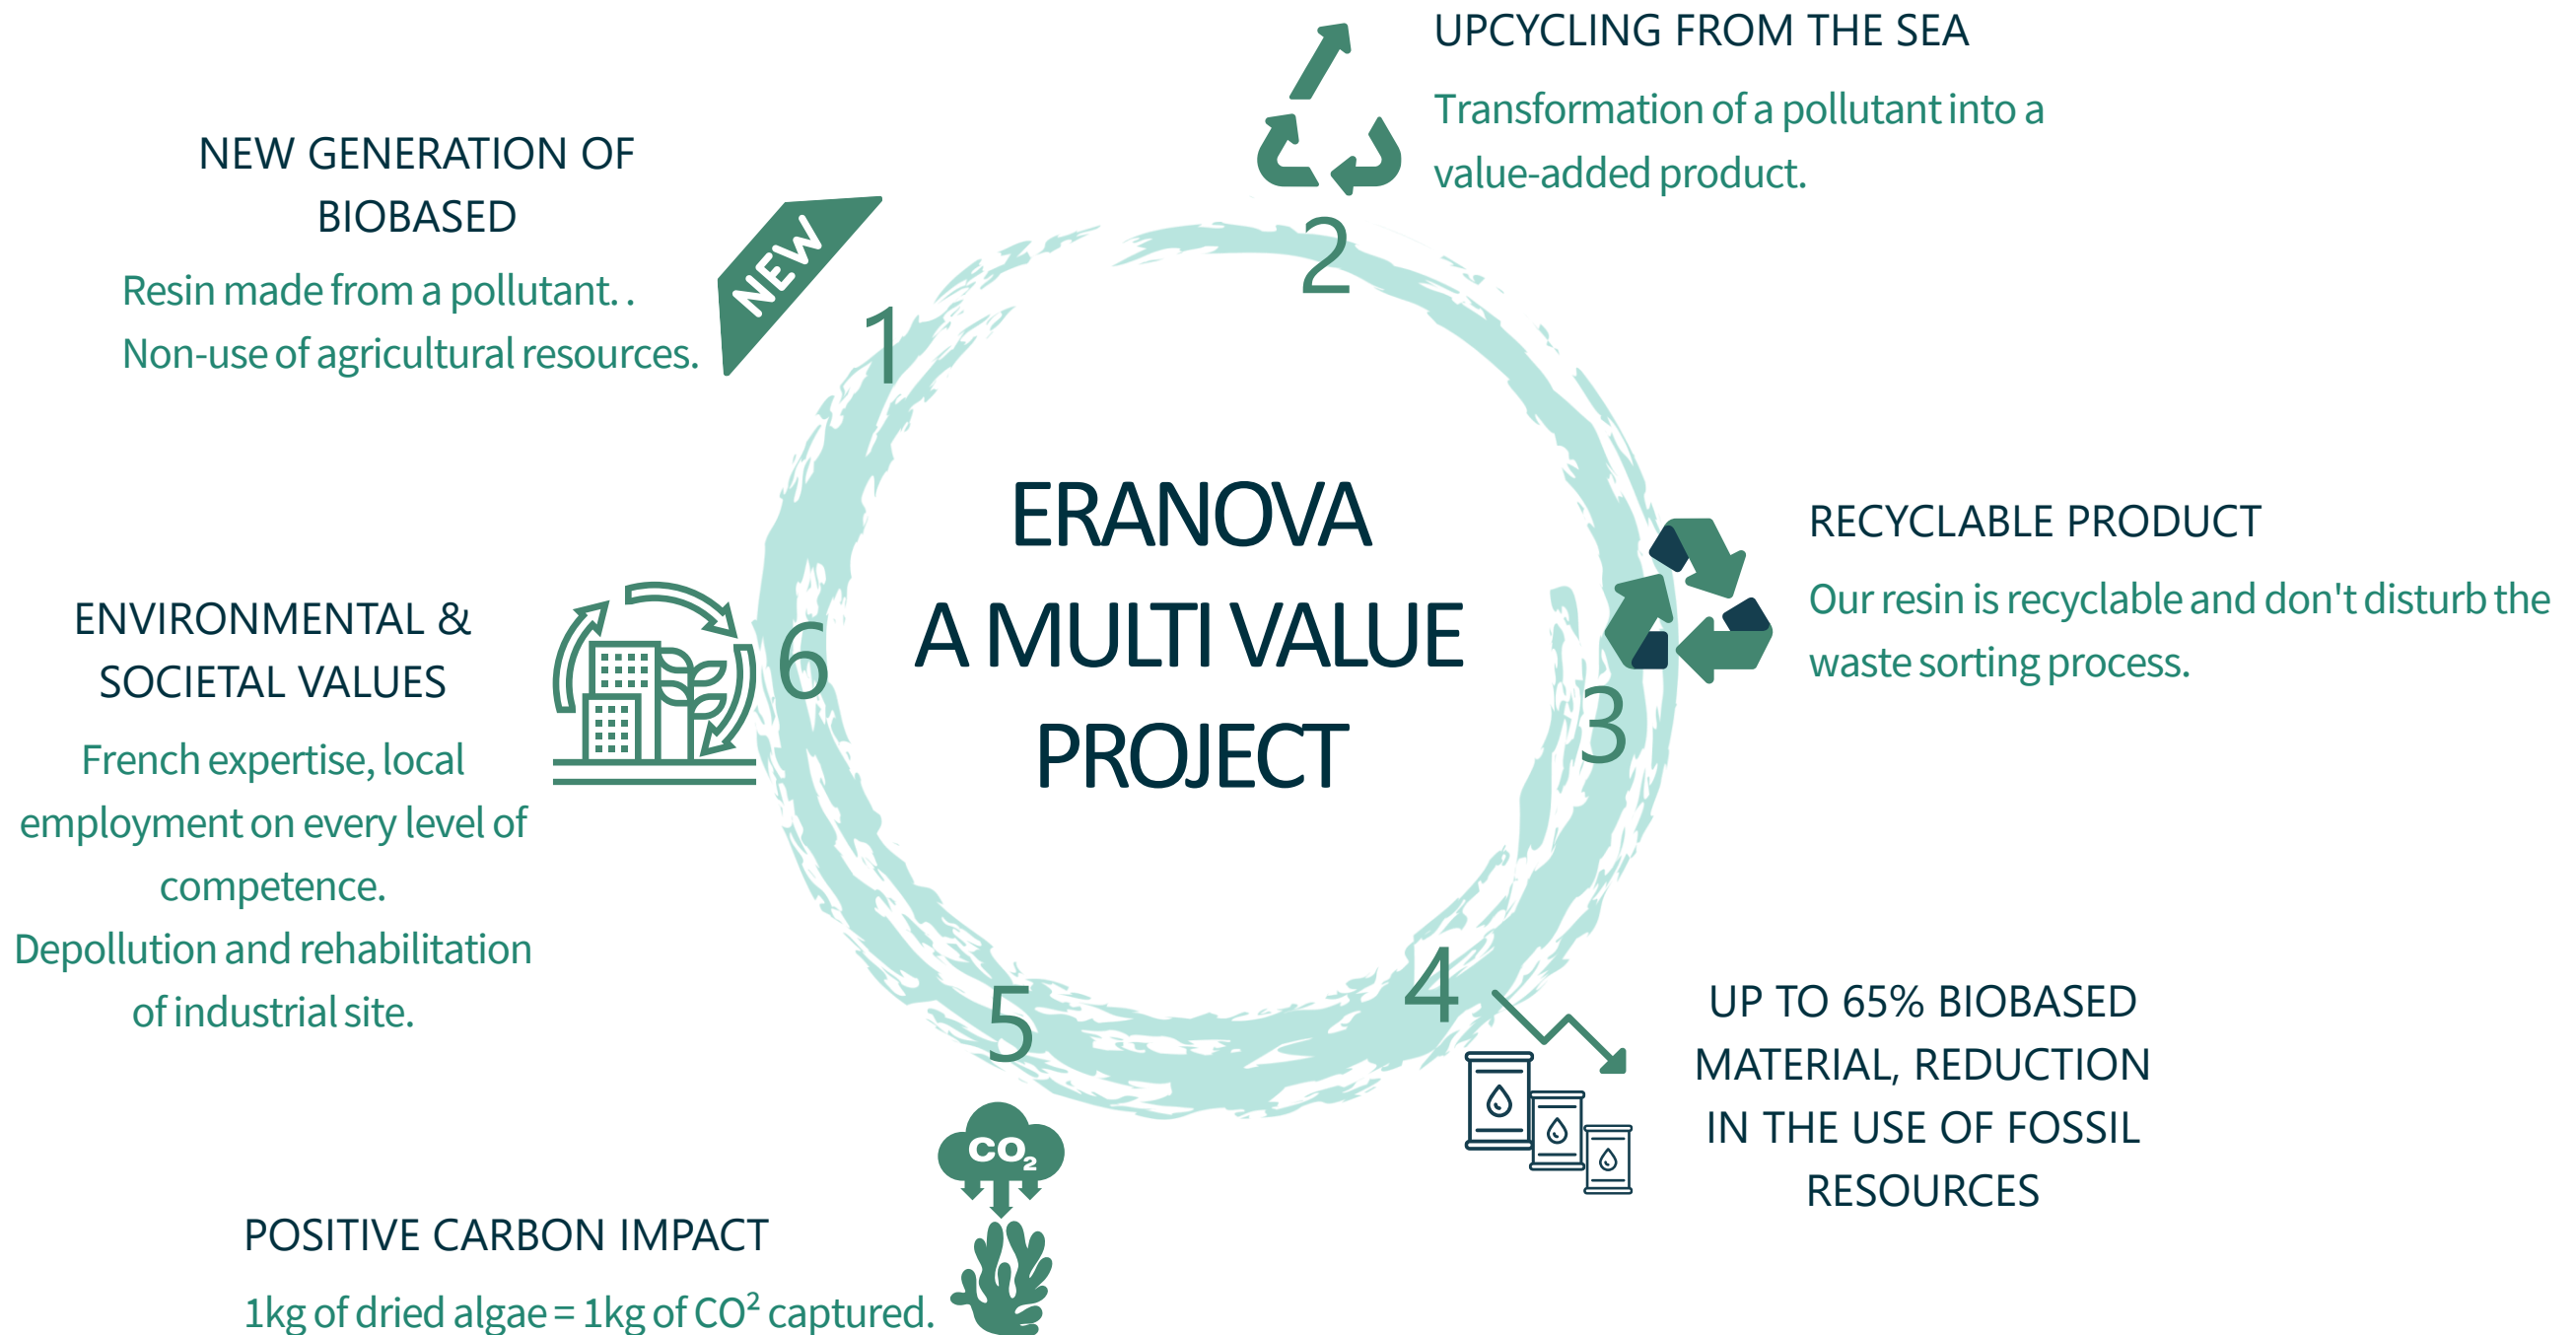 NEW GENERATION OF
BIOBASED
Resin made from a pollutant. .
Non-use of agricultural resources.
NEW
1
UPCYCLING FROM THE SEA
Transformation of a pollutant into a
value-added product.
2
RECYCLABLE PRODUCT
Our resin is recyclable and don't disturb the
waste sorting process.
3
UP TO 65% BIOBASED
MATERIAL, REDUCTION
IN THE USE OF FOSSIL
RESOURCES
4
POSITIVE CARBON IMPACT
1kg of dried algae = 1kg of CO² captured.
CO₂
5
ENVIRONMENTAL &
SOCIETAL VALUES
French expertise, local
employment on every level of
competence.
Depollution and rehabilitation
of industrial site.
6
ERANOVA
A MULTI VALUE
PROJECT